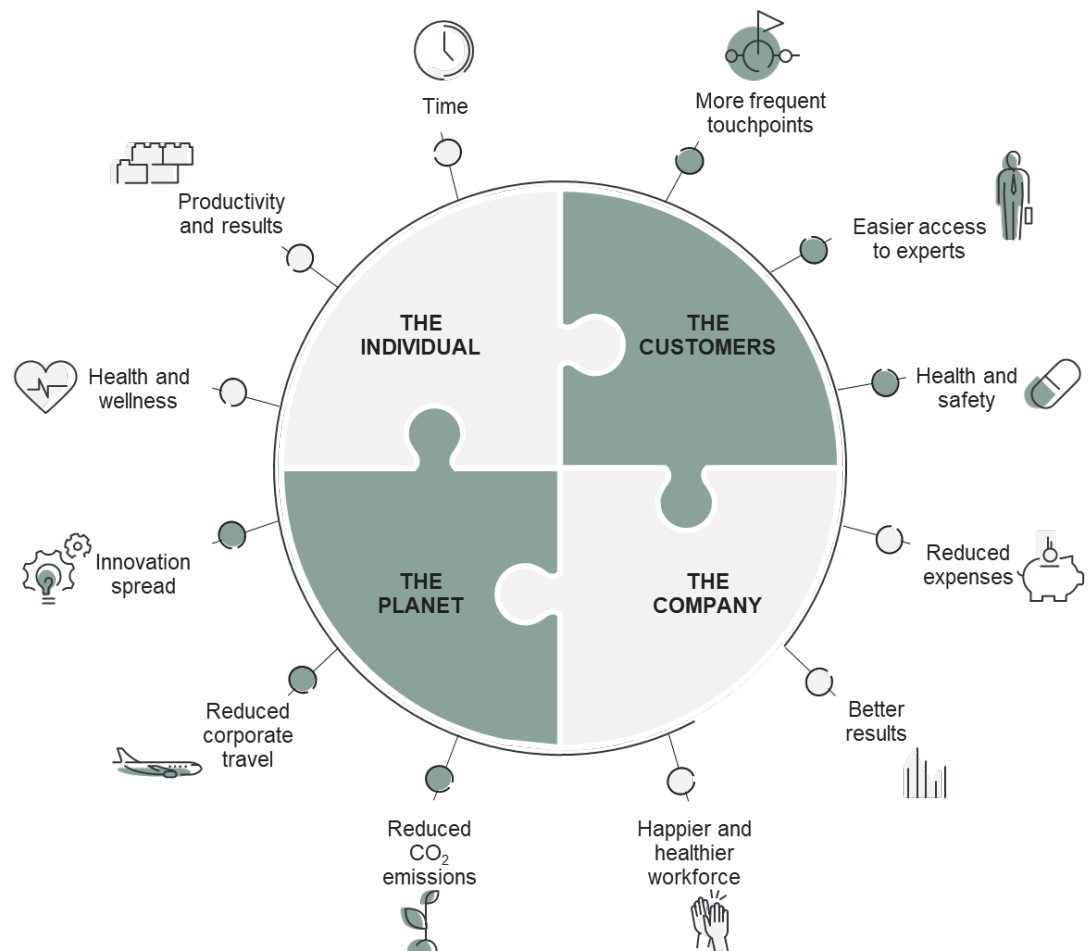 Time
More frequent
touchpoints
Productivity
and results
Easier access
to experts
THE
INDIVIDUAL
THE
CUSTOMERS
Health and
wellness
Health and
safety
Innovation
spread
Reduced
expenses
THE
PLANET
THE
COMPANY
Reduced
corporate
travel
Better
results
Reduced
CO₂
emissions
Happier and
healthier
workforce